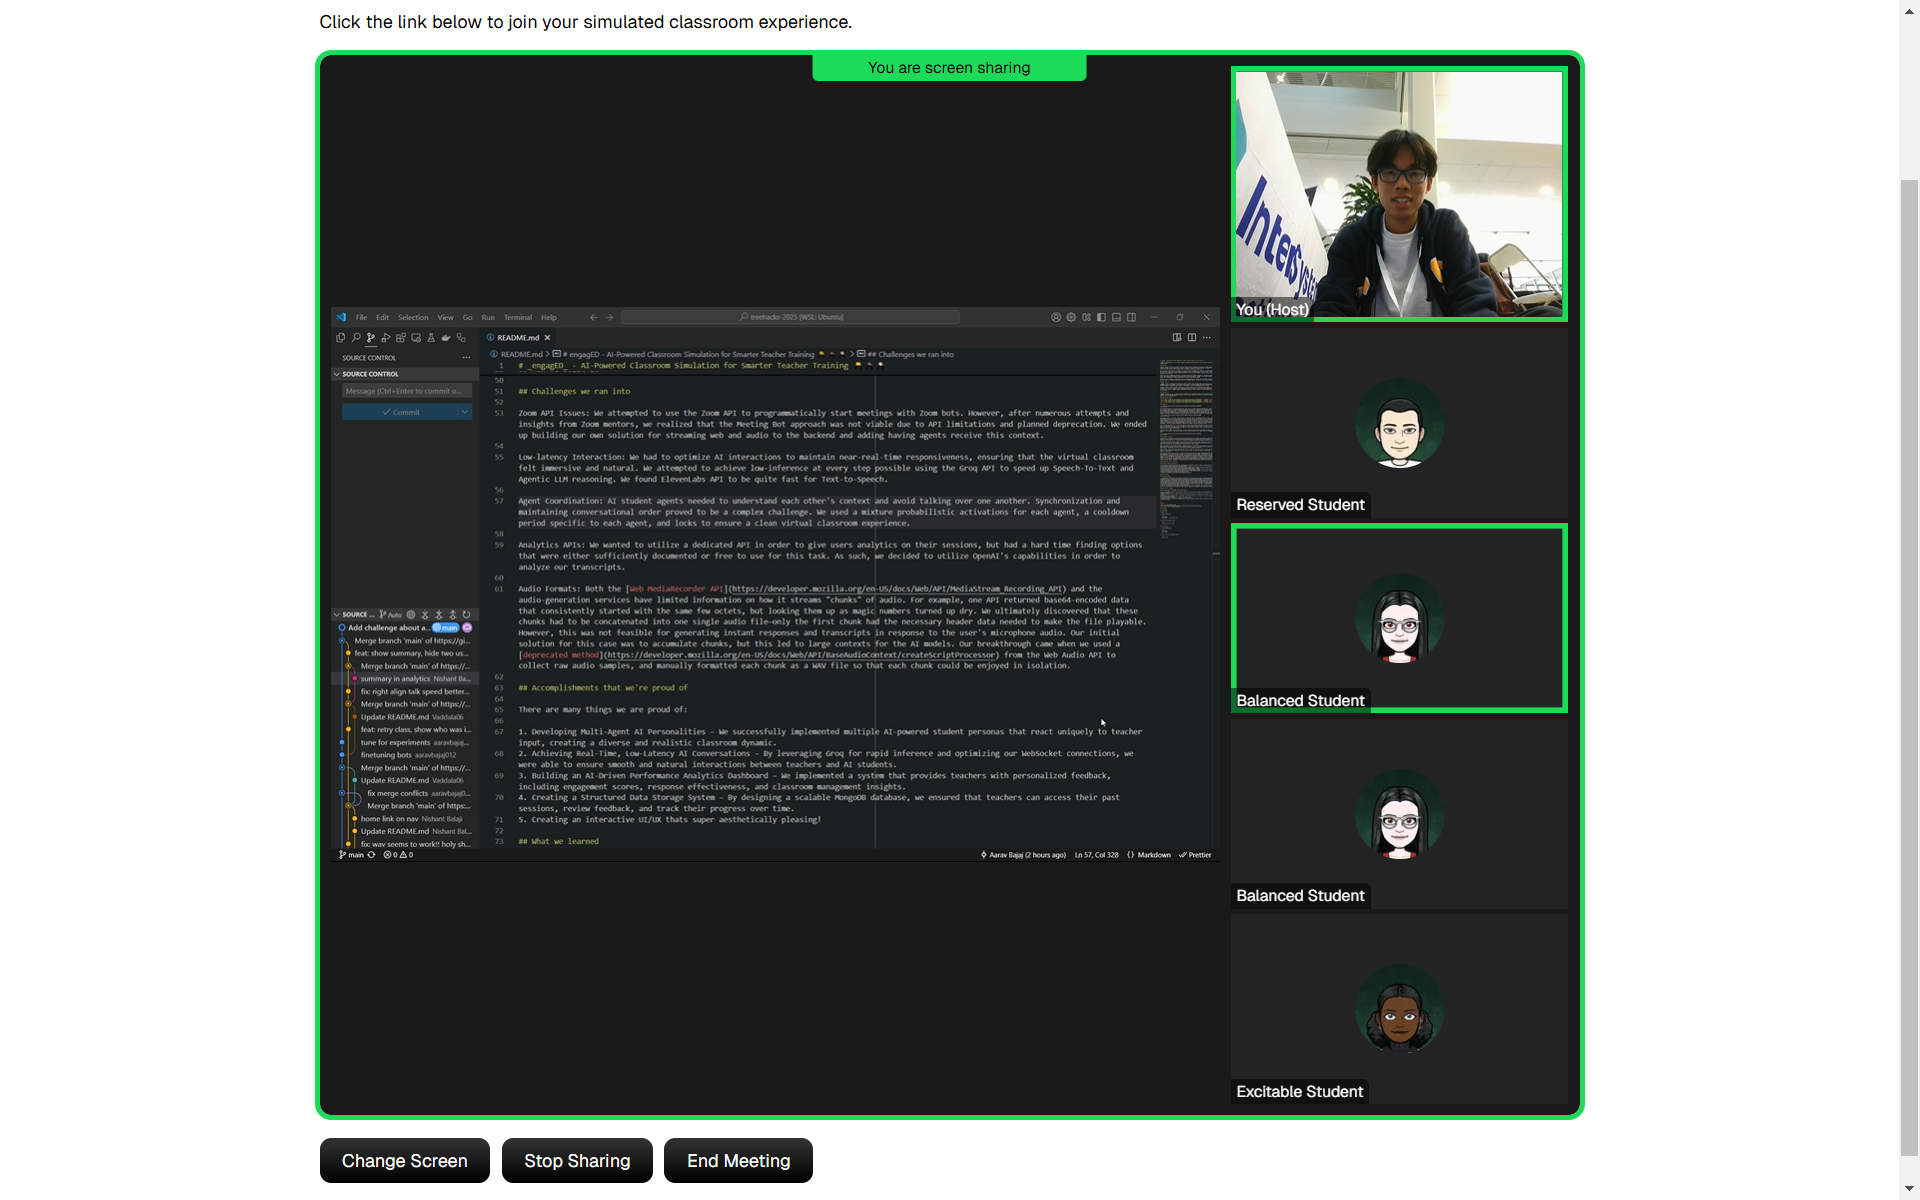 Click the link below to join your simulated classroom experience.
You are screen sharing
InterSystems
You (Host)
File Edit Selection View Go Run Terminal Help
treehacks-2025 [WSL: Ubuntu]
SOURCE CONTROL
SOURCE CONTROL
Message (Ctrl+Enter to commit o...
Commit
README.md
README.md > # engagED - AI-Powered Classroom Simulation for Smarter Teacher Training > ## Challenges we ran into
1 # _engagED_ - AI-Powered Classroom Simulation for Smarter Teacher Training
50
51 ## Challenges we ran into
52
53 Zoom API Issues: We attempted to use the Zoom API to programmatically start meetings with Zoom bots. However, after numerous attempts and
insights from Zoom mentors, we realized that the Meeting Bot approach was not viable due to API limitations and planned deprecation. We ended
up building our own solution for streaming web and audio to the backend and adding having agents receive this context.
54
55 Low-latency Interaction: We had to optimize AI interactions to maintain near-real-time responsiveness, ensuring that the virtual classroom
felt immersive and natural. We attempted to achieve low-inference at every step possible using the Groq API to speed up Speech-To-Text and
Agentic LLM reasoning. We found ElevenLabs API to be quite fast for Text-to-Speech.
56
57 Agent Coordination: AI student agents needed to understand each other's context and avoid talking over one another. Synchronization and
maintaining conversational order proved to be a complex challenge. We used a mixture probabilistic activations for each agent, a cooldown
period specific to each agent, and locks to ensure a clean virtual classroom experience.
58
59 Analytics APIs: We wanted to utilize a dedicated API in order to give users analytics on their sessions, but had a hard time finding options
that were either sufficiently documented or free to use for this task. As such, we decided to utilize OpenAI's capabilities in order to
analyze our transcripts.
60
61 Audio Formats: Both the [Web MediaRecorder API](https://developer.mozilla.org/en-US/docs/Web/API/MediaStream_Recording_API) and the
audio-generation services have limited information on how it streams "chunks" of audio. For example, one API returned base64-encoded data
that consistently started with the same few octets, but looking them up as magic numbers turned up dry. We ultimately discovered that these
chunks had to be concatenated into one single audio file—only the first chunk had the necessary header data needed to make the file playable.
However, this was not feasible for generating instant responses and transcripts in response to the user's microphone audio. Our initial
solution for this case was to accumulate chunks, but this led to large contexts for the AI models. Our breakthrough came when we used a
[deprecated method](https://developer.mozilla.org/en-US/docs/Web/API/BaseAudioContext/createScriptProcessor) from the Web Audio API to
collect raw audio samples, and manually formatted each chunk as a WAV file so that each chunk could be enjoyed in isolation.
62
63 ## Accomplishments that we're proud of
64
65 There are many things we are proud of:
66
67 1. Developing Multi-Agent AI Personalities – We successfully implemented multiple AI-powered student personas that react uniquely to teacher
input, creating a diverse and realistic classroom dynamic.
68 2. Achieving Real-Time, Low-Latency AI Conversations – By leveraging Groq for rapid inference and optimizing our WebSocket connections, we
were able to ensure smooth and natural interactions between teachers and AI students.
69 3. Building an AI-Driven Performance Analytics Dashboard – We implemented a system that provides teachers with personalized feedback,
including engagement scores, response effectiveness, and classroom management insights.
70 4. Creating a Structured Data Storage System – By designing a scalable MongoDB database, we ensured that teachers can access their past
sessions, review feedback, and track their progress over time.
71 5. Creating an interactive UI/UX thats super aesthetically pleasing!
72
73 ## What we learned
SOURCE ... Auto
Add challenge about a... main
Merge branch 'main' of https://gi...
feat: show summary, hide two us...
Merge branch 'main' of https://...
summary in analytics Nishant Ba...
fix: right align talk speed better...
Merge branch 'main' of https://...
Update README.md Vaddala06
feat: retry class, show who was i...
tune for experiments aaravbajaj...
finetuning bots aaravbajaj012
Merge branch 'main' of https://...
Update README.md Vaddala06
fix merge conflicts aaravbajaj0...
Merge branch 'main' of https:...
home link on nav Nishant Balaji
Update README.md Nishant Bal...
fix: wav seems to work!! holy sh...
main 0 0
Aarav Bajaj (2 hours ago) Ln 57, Col 328 {} Markdown Prettier
Reserved Student
Balanced Student
Balanced Student
Excitable Student
Change Screen
Stop Sharing
End Meeting